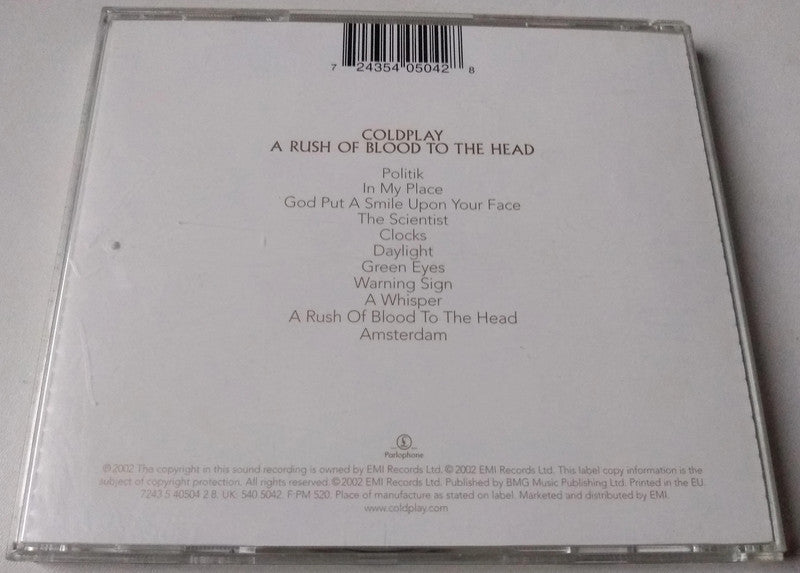 7 24354 05042 8
COLDPLAY
A RUSH OF BLOOD TO THE HEAD
Politik
In My Place
God Put A Smile Upon Your Face
The Scientist
Clocks
Daylight
Green Eyes
Warning Sign
A Whisper
A Rush Of Blood To The Head
Amsterdam
£
Parlophone
℗ 2002 The copyright in this sound recording is owned by EMI Records Ltd. © 2002 EMI Records Ltd. This label copy information is the
subject of copyright protection. All rights reserved. © 2002 EMI Records Ltd. Published by BMG Music Publishing Ltd. Printed in the EU.
7243 5 40504 2 8. UK: 540 5042. F: PM 520. Place of manufacture as stated on label. Marketed and distributed by EMI.
www.coldplay.com